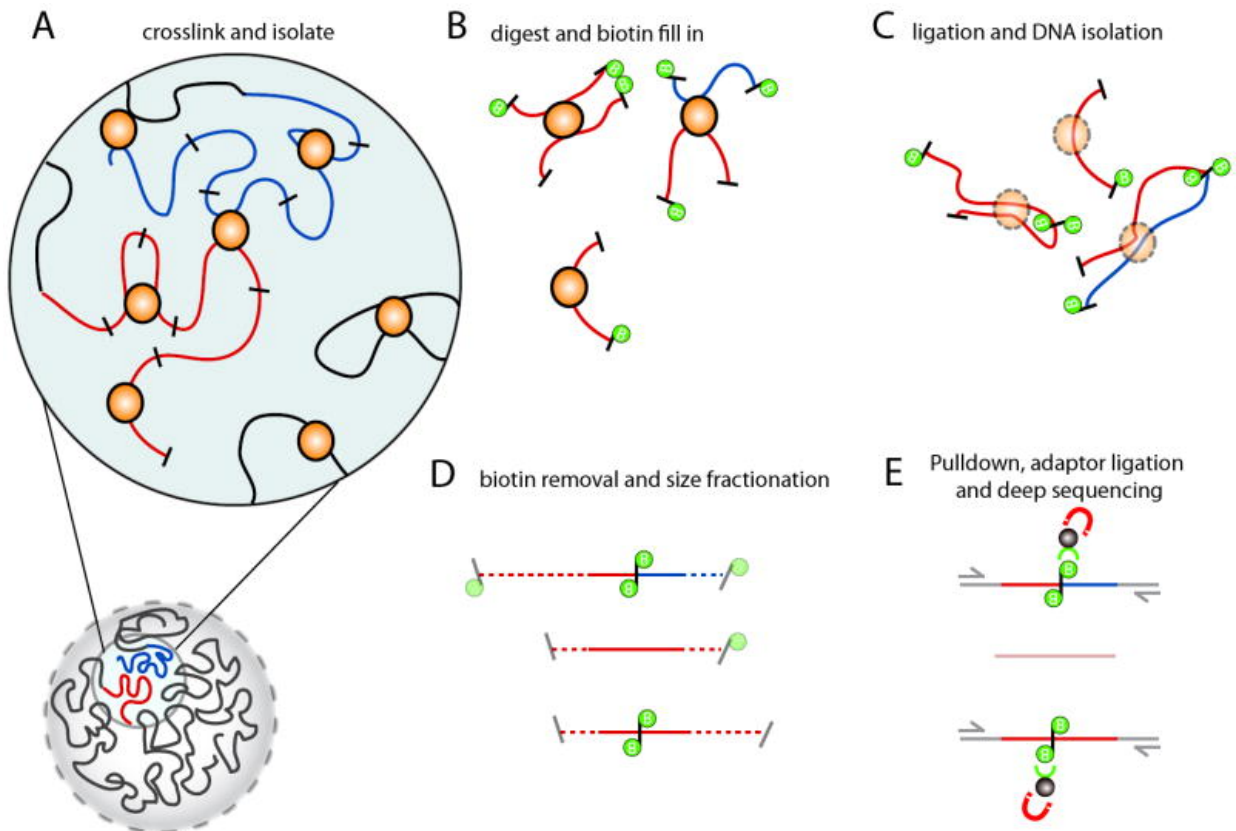 A
crosslink and isolate
B
digest and biotin fill in
B
B
B
B
B
B
B
C
ligation and DNA isolation
B
B
B
B
B
B
B
D
biotin removal and size fractionation
B
B
B
B
E
Pulldown, adaptor ligation
and deep sequencing
B
B
B
B